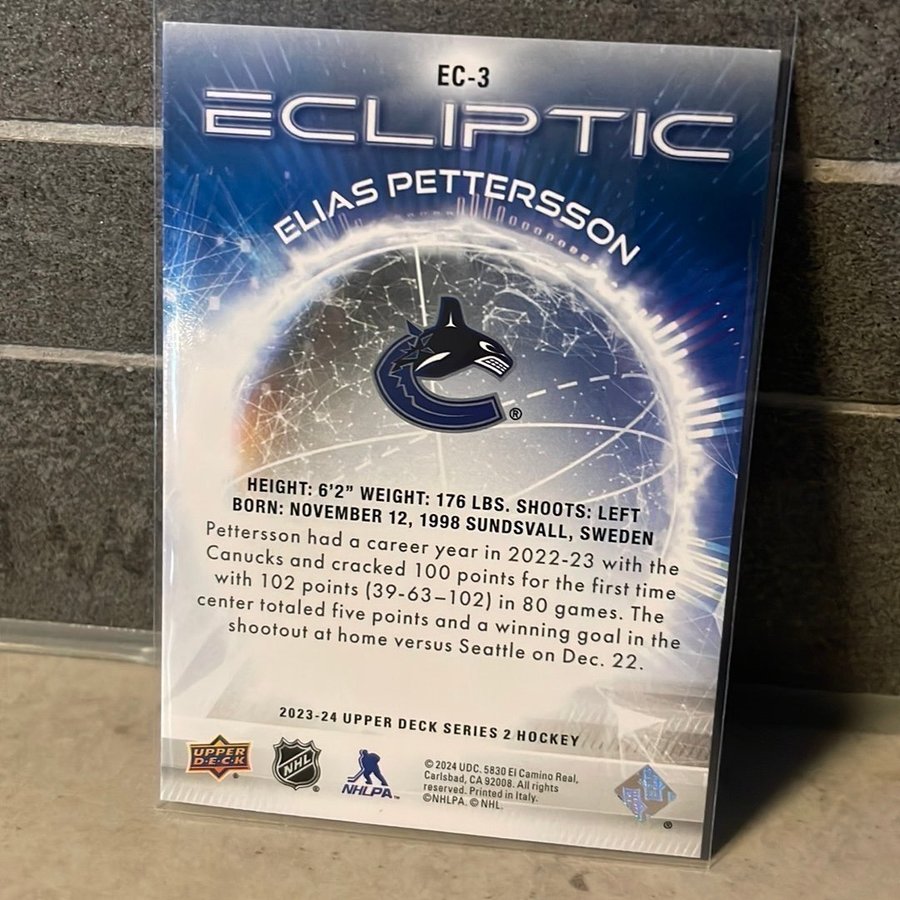 EC-3
ECLIPTIC
ELIAS PETTERSSON
®
HEIGHT: 6'2" WEIGHT: 176 LBS. SHOOTS: LEFT
BORN: NOVEMBER 12, 1998 SUNDSVALL, SWEDEN
Pettersson had a career year in 2022-23 with the
Canucks and cracked 100 points for the first time
with 102 points (39-63–102) in 80 games. The
center totaled five points and a winning goal in the
shootout at home versus Seattle on Dec. 22.
2023-24 UPPER DECK SERIES 2 HOCKEY
UPPER
D·E·C·K
®
NHL
®
NHLPA™
© 2024 UDC. 5830 El Camino Real,
Carlsbad, CA 92008. All rights
reserved. Printed in Italy.
©NHLPA. © NHL.
®